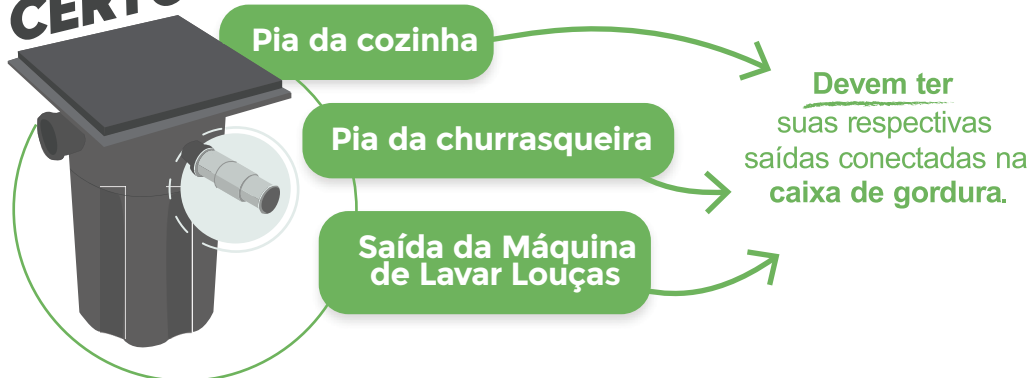 CERTO
Pia da cozinha
Pia da churrasqueira
Saída da Máquina
de Lavar Louças
Devem ter
suas respectivas
saídas conectadas na
caixa de gordura.